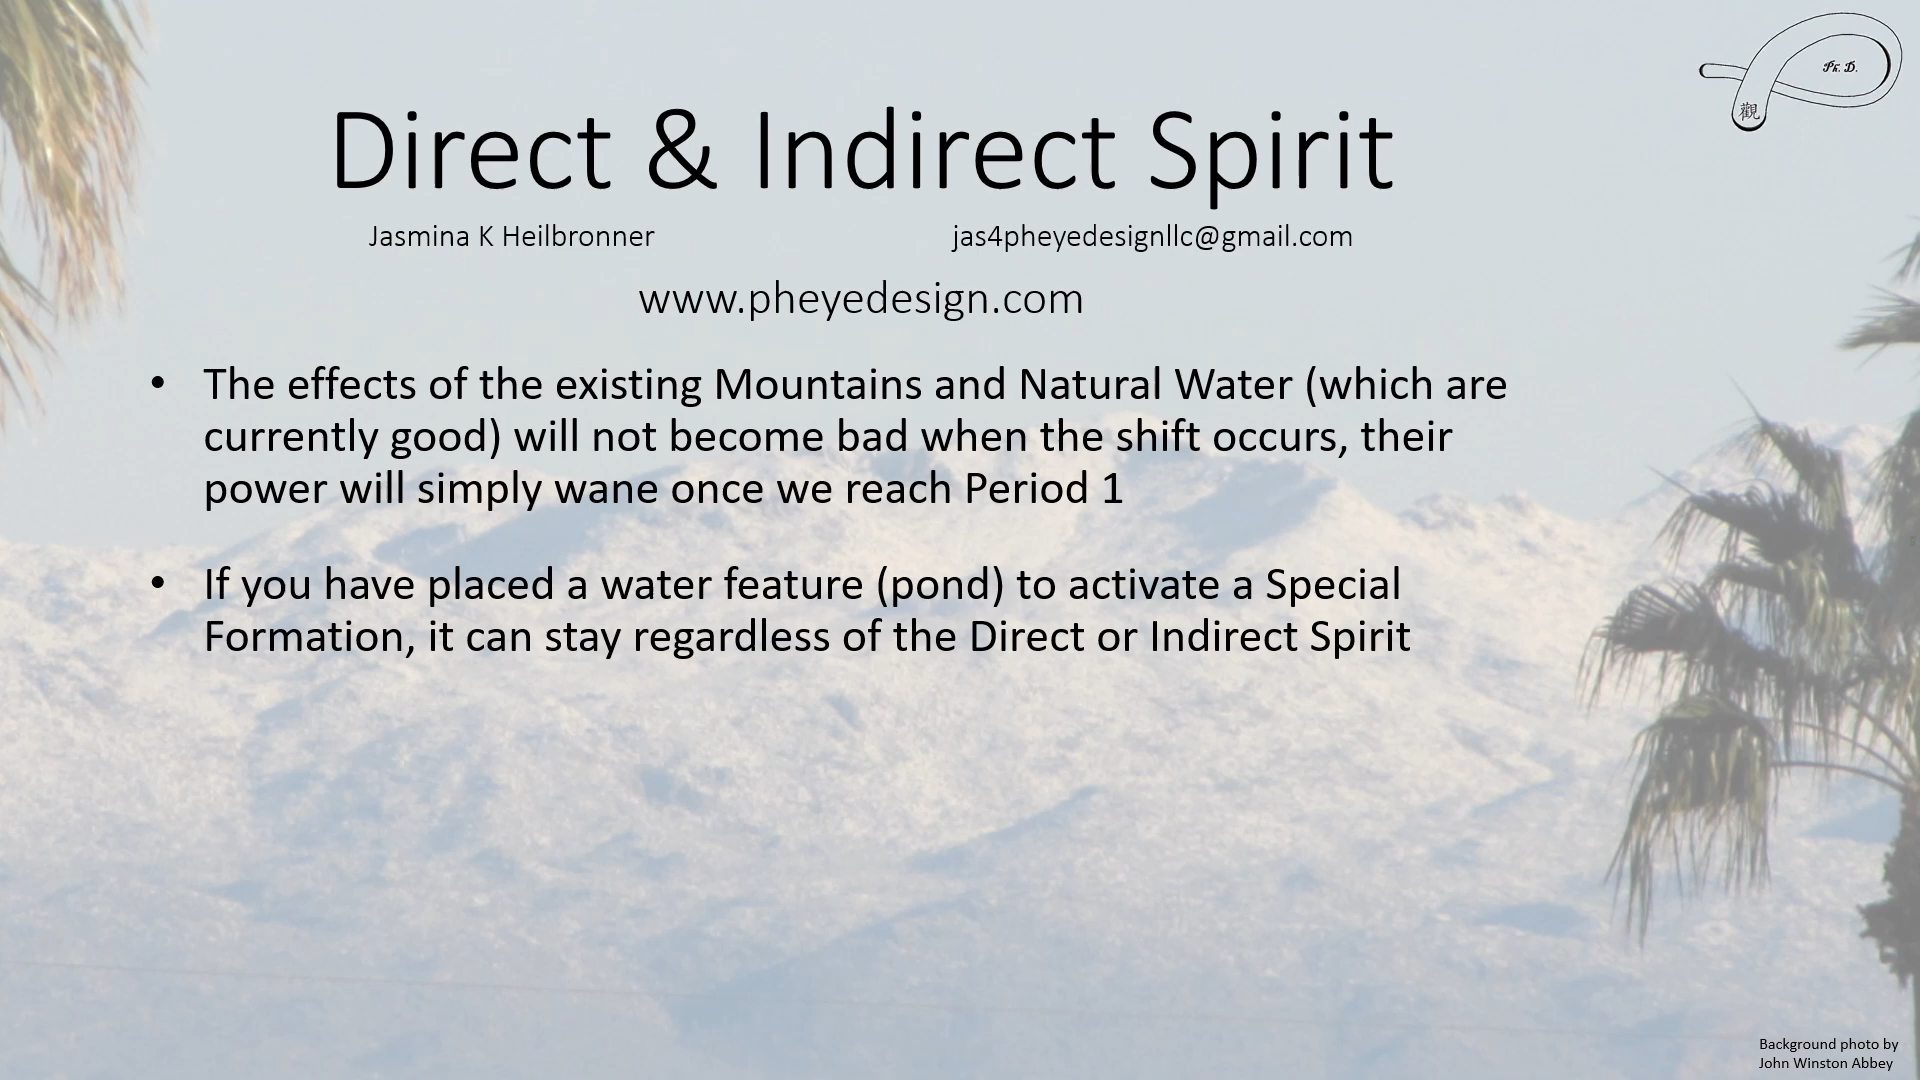 Ph. D.
觀
Direct & Indirect Spirit
Jasmina K Heilbronner jas4pheyedesignllc@gmail.com
www.pheyedesign.com
• The effects of the existing Mountains and Natural Water (which are
currently good) will not become bad when the shift occurs, their
power will simply wane once we reach Period 1
• If you have placed a water feature (pond) to activate a Special
Formation, it can stay regardless of the Direct or Indirect Spirit
Background photo by
John Winston Abbey